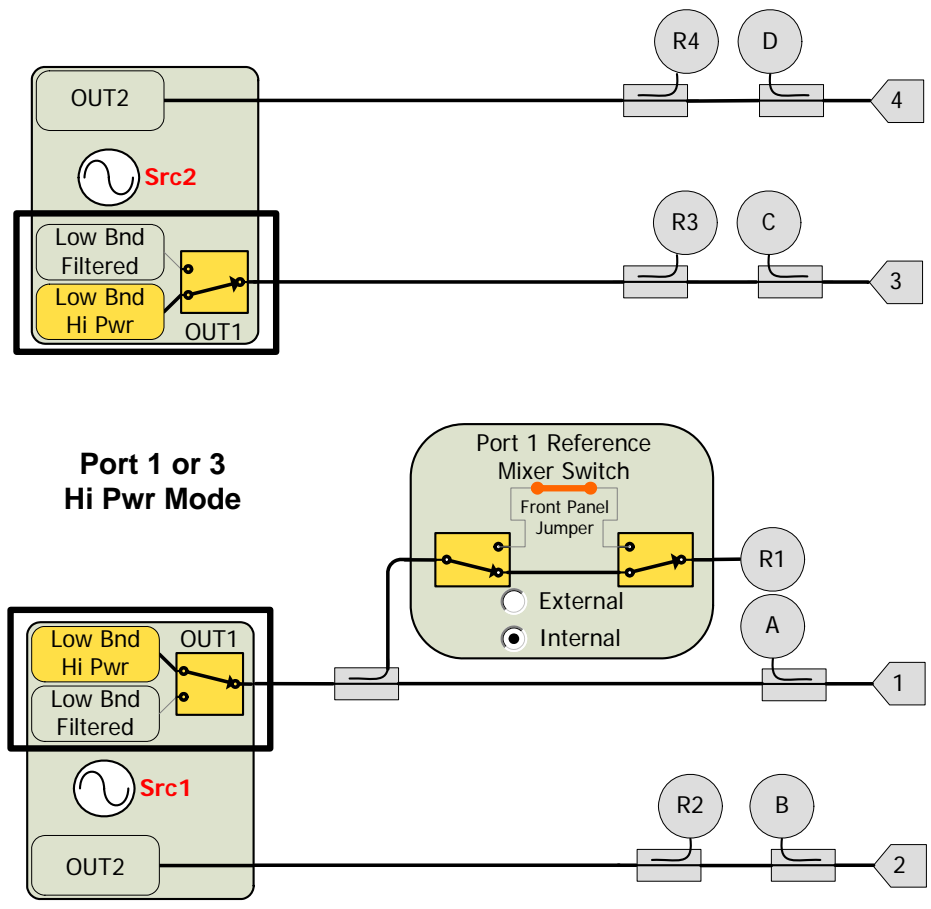 R4
D
OUT2
4
Src2
R3
C
Low Bnd
Filtered
Low Bnd
Hi Pwr
OUT1
3
Port 1 or 3
Hi Pwr Mode
Port 1 Reference
Mixer Switch
Front Panel
Jumper
R1
External
Internal
A
Low Bnd
Hi Pwr
OUT1
Low Bnd
Filtered
1
Src1
R2
B
OUT2
2